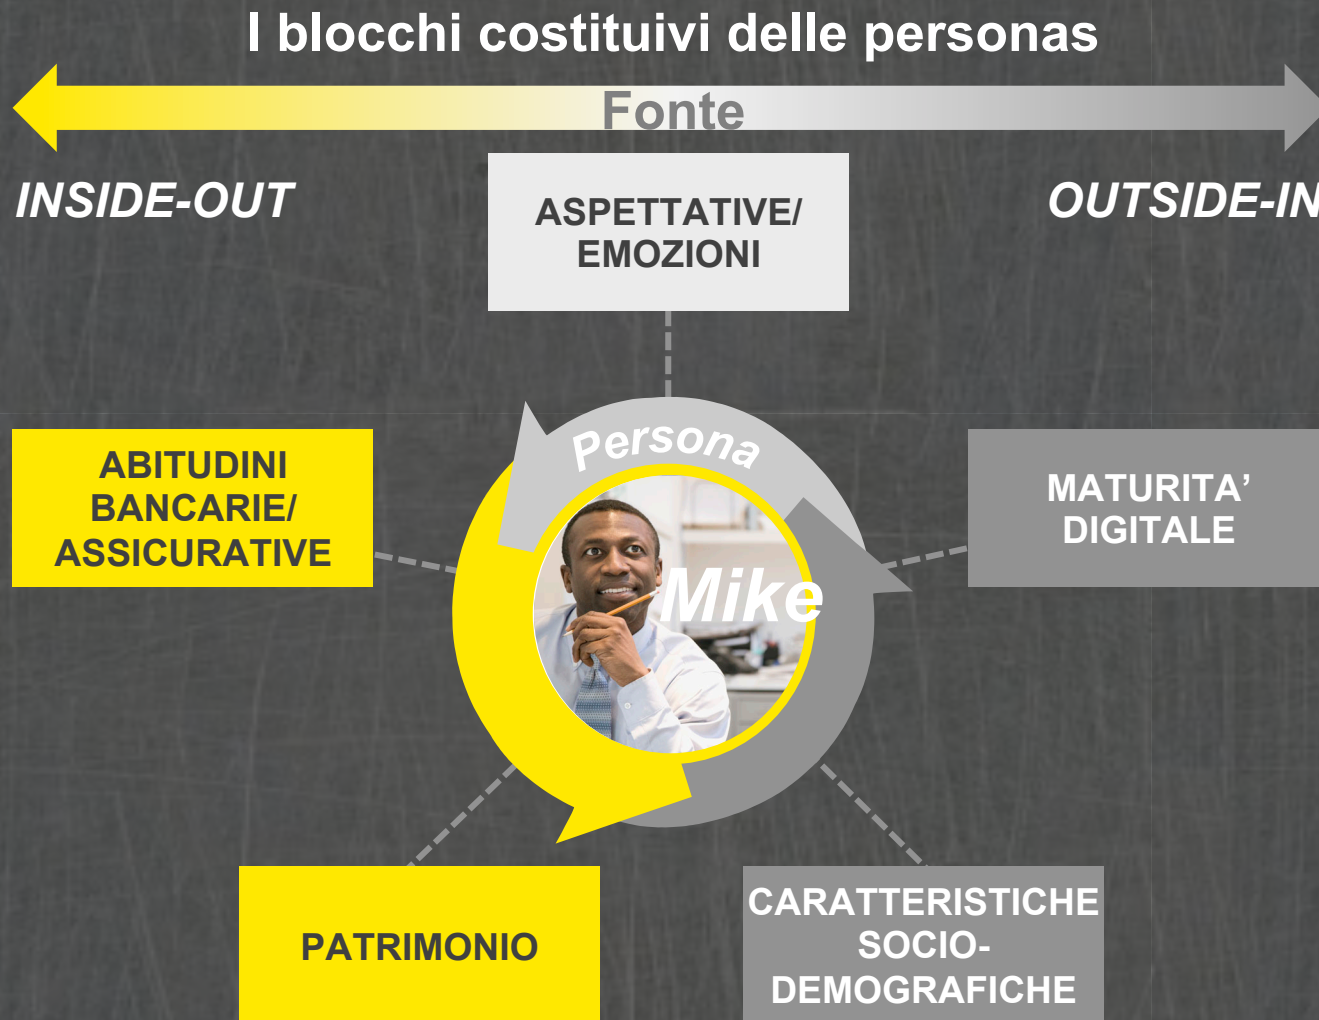 I blocchi costituivi delle personas
Fonte
INSIDE-OUT
OUTSIDE-IN
ASPETTATIVE/
EMOZIONI
ABITUDINI
BANCARIE/
ASSICURATIVE
Persona
Mike
MATURITA’
DIGITALE
PATRIMONIO
CARATTERISTICHE
SOCIO-
DEMOGRAFICHE